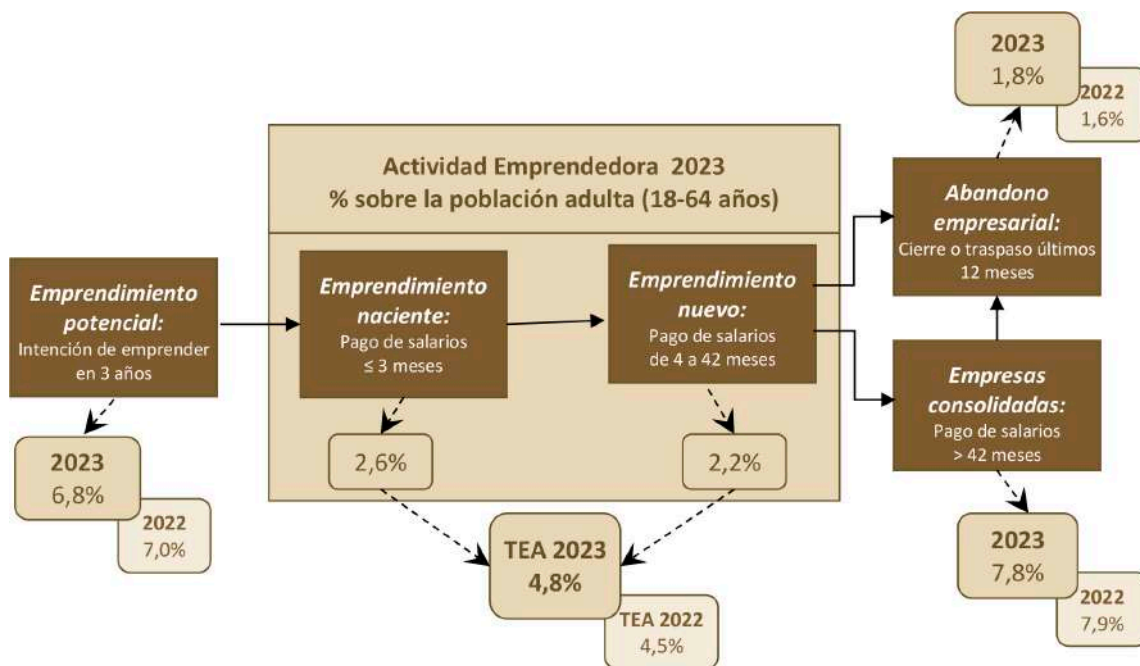 2023
1,8%
2022
1,6%
Actividad Emprendedora 2023
% sobre la población adulta (18-64 años)
Abandono
empresarial:
Cierre o traspaso últimos
12 meses
Emprendimiento
potencial:
Intención de emprender
en 3 años
Emprendimiento
naciente:
Pago de salarios
≤ 3 meses
Emprendimiento
nuevo:
Pago de salarios
de 4 a 42 meses
Empresas
consolidadas:
Pago de salarios
> 42 meses
2023
6,8%
2022
7,0%
2,6%
2,2%
TEA 2023
4,8%
TEA 2022
4,5%
2023
7,8%
2022
7,9%